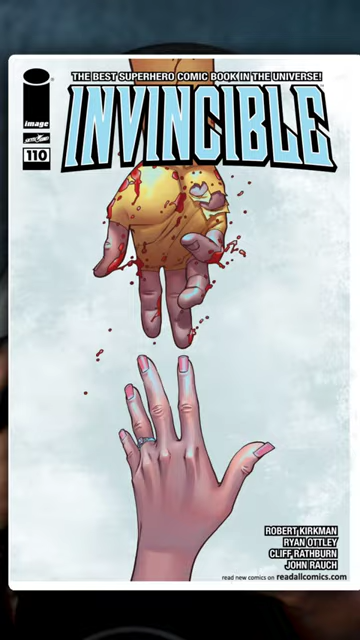 THE BEST SUPERHERO COMIC BOOK IN THE UNIVERSE!
INVINCIBLE
image
110
ROBERT KIRKMAN
RYAN OTTLEY
CLIFF RATHBURN
JOHN RAUCH
read new comics on readallcomics.com